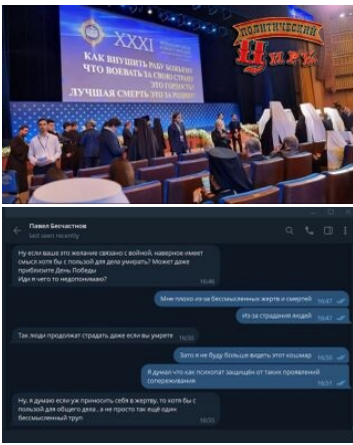 ПОЛИТИЧЕСКИЙ
ЦИРК
XXXI
КАК ВНУШИТЬ РАБУ БОЖЬЕМУ
ЧТО ВОЕВАТЬ ЗА СВОЮ СТРАНУ
ЭТО ГОРДОСТЬ!
ЛУЧШАЯ СМЕРТЬ ЭТО ЗА РОДИНУ
Павел Бесчастнов
last seen recently
Ну если ваше это желание связано с войной, наверное имеет
смысл хотя бы с пользой для дела умирать? Может даже
приблизите День Победы
Иди я чего то недопонимаю?
16:46
Мне плохо из-за бессмысленных жертв и смертей 16:47
Из-за страдания людей 16:47
Так люди продолжат страдать даже если вы умрете 16:50
Зато я не буду больше видеть этот кошмар 16:50
Я думал что как психопат защищён от таких проявлений
сопереживания 16:51
Ну, я думаю если уж приносить себя в жертву, то хотя бы с
пользой для общего дела , а не просто так ещё один
бессмысленный труп
16:55